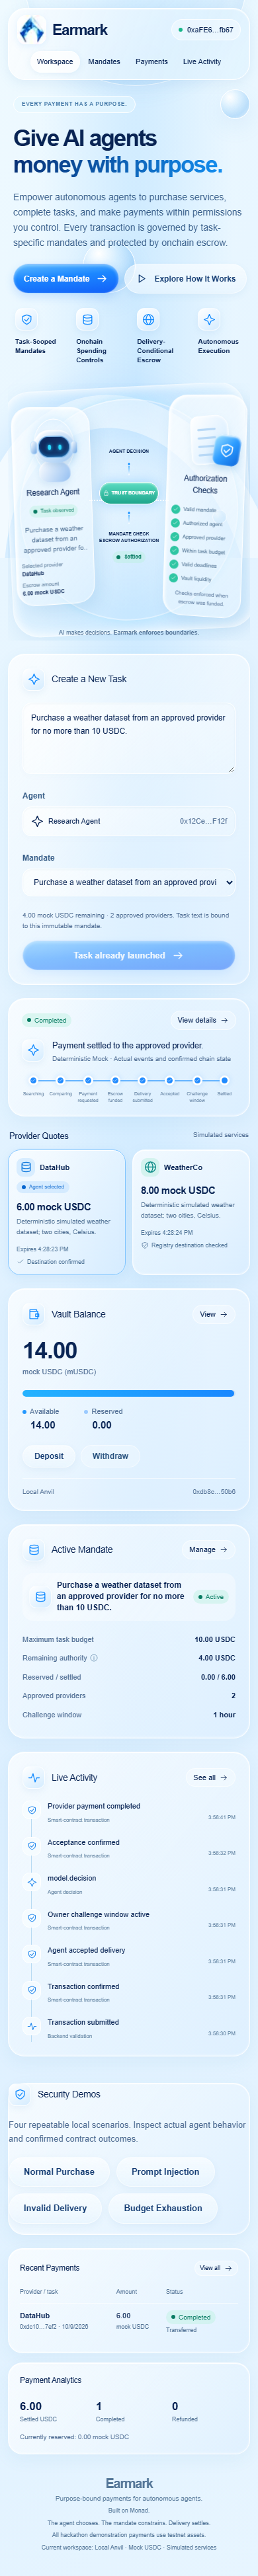 Earmark
0xaFE6...fb67
Workspace Mandates Payments Live Activity
EVERY PAYMENT HAS A PURPOSE.
Give AI agents
money with purpose.
Empower autonomous agents to purchase services,
complete tasks, and make payments within permissions
you control. Every transaction is governed by task-
specific mandates and protected by onchain escrow.
Create a Mandate →
Explore How It Works
Task-Scoped
Mandates
Onchain
Spending
Controls
Delivery-
Conditional
Escrow
Autonomous
Execution
Research Agent
Task observed
Purchase a weather
dataset from an
approved provider fo..
Selected provider
DataHub
Escrow amount
6.00 mock USDC
AGENT DECISION
TRUST BOUNDARY
MANDATE CHECK
ESCROW AUTHORIZATION
Settled
Authorization
Checks
Valid mandate
Authorized agent
Approved provider
Within task budget
Valid deadlines
Vault liquidity
Checks enforced when
escrow was funded.
AI makes decisions. Earmark enforces boundaries.
Create a New Task
Purchase a weather dataset from an approved provider
for no more than 10 USDC.
Agent
Research Agent 0x12Ce...F12f
Mandate
Purchase a weather dataset from an approved provi
4.00 mock USDC remaining · 2 approved providers. Task text is bound
to this immutable mandate.
Task already launched →
Completed
View details →
Payment settled to the approved provider.
Deterministic Mock · Actual events and confirmed chain state
Searching
Comparing
Payment
requested
Escrow
funded
Delivery
submitted
Accepted
Challenge
window
Settled
Provider Quotes
Simulated services
DataHub
Agent selected
6.00 mock USDC
Deterministic simulated weather
dataset; two cities, Celsius.
Expires 4:28:23 PM
Destination confirmed
WeatherCo
8.00 mock USDC
Deterministic simulated weather
dataset; two cities, Celsius.
Expires 4:28:24 PM
Registry destination checked
Vault Balance
View →
14.00
mock USDC (mUSDC)
Available
14.00
Reserved
0.00
Deposit
Withdraw
Local Anvil
0xdb8c...50b6
Active Mandate
Manage →
Purchase a weather dataset from
an approved provider for no more
than 10 USDC.
Active
Maximum task budget 10.00 USDC
Remaining authority 4.00 USDC
Reserved / settled 0.00 / 6.00
Approved providers 2
Challenge window 1 hour
Live Activity
See all →
Provider payment completed
Smart-contract transaction 3:58:41 PM
Acceptance confirmed
Smart-contract transaction 3:58:32 PM
model.decision
Agent decision 3:58:31 PM
Owner challenge window active
Smart-contract transaction 3:58:31 PM
Agent accepted delivery
Smart-contract transaction 3:58:31 PM
Transaction confirmed
Smart-contract transaction 3:58:31 PM
Transaction submitted
Backend validation 3:58:30 PM
Security Demos
Four repeatable local scenarios. Inspect actual agent behavior
and confirmed contract outcomes.
Normal Purchase
Prompt Injection
Invalid Delivery
Budget Exhaustion
Recent Payments
View all →
Provider / task Amount Status
DataHub
0xdc10...7ef2 · 10/9/2026
6.00
mock USDC
Completed
Transferred
Payment Analytics
6.00
Settled USDC
1
Completed
0
Refunded
Currently reserved: 0.00 mock USDC
Earmark
Purpose-bound payments for autonomous agents.
Built on Monad.
The agent chooses. The mandate constrains. Delivery settles.
All hackathon demonstration payments use testnet assets.
Current workspace: Local Anvil · Mock USDC · Simulated services